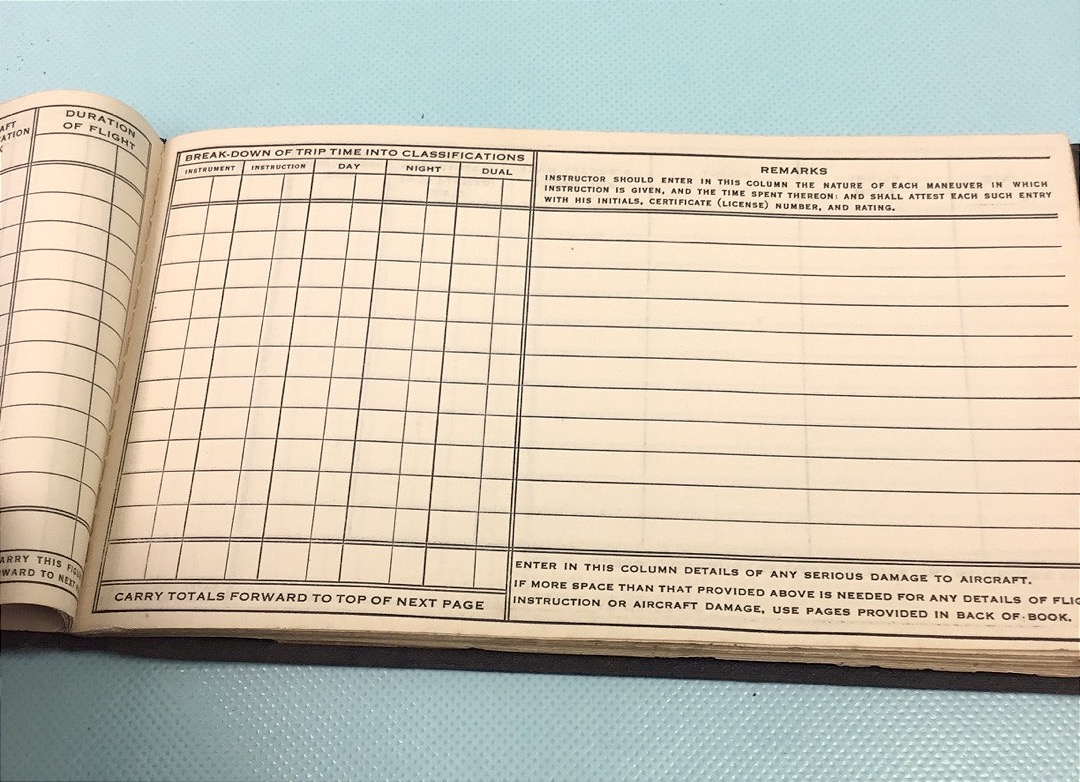 DURATION
OF FLIGHT
BREAK-DOWN OF TRIP TIME INTO CLASSIFICATIONS
INSTRUMENT INSTRUCTION DAY NIGHT DUAL
REMARKS
INSTRUCTOR SHOULD ENTER IN THIS COLUMN THE NATURE OF EACH MANEUVER IN WHICH
INSTRUCTION IS GIVEN, AND THE TIME SPENT THEREON: AND SHALL ATTEST EACH SUCH ENTRY
WITH HIS INITIALS, CERTIFICATE (LICENSE) NUMBER, AND RATING.
THIS
TO
CARRY TOTALS FORWARD TO TOP OF NEXT PAGE
ENTER IN THIS COLUMN DETAILS OF ANY SERIOUS DAMAGE TO AIRCRAFT.
IF MORE SPACE THAN THAT PROVIDED ABOVE IS NEEDED FOR ANY DETAILS OF
INSTRUCTION OR AIRCRAFT DAMAGE, USE PAGES PROVIDED IN BACK OF BOOK.